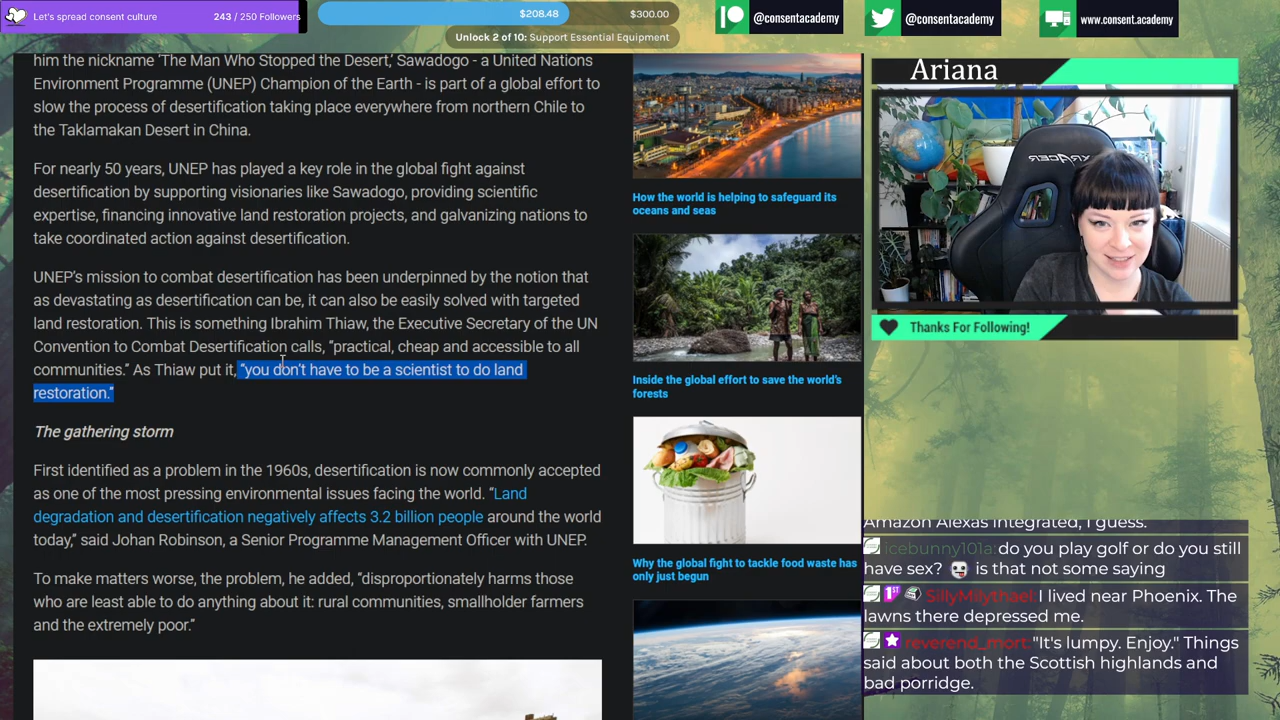 Let's spread consent culture
243 / 250 Followers
$208.48
$300.00
Unlock 2 of 10: Support Essential Equipment
@consentacademy
@consentacademy
www.consent.academy
him the nickname 'The Man Who Stopped the Desert,' Sawadogo - a United Nations
Environment Programme (UNEP) Champion of the Earth - is part of a global effort to
slow the process of desertification taking place everywhere from northern Chile to
the Taklamakan Desert in China.
For nearly 50 years, UNEP has played a key role in the global fight against
desertification by supporting visionaries like Sawadogo, providing scientific
expertise, financing innovative land restoration projects, and galvanizing nations to
take coordinated action against desertification.
UNEP's mission to combat desertification has been underpinned by the notion that
as devastating as desertification can be, it can also be easily solved with targeted
land restoration. This is something Ibrahim Thiaw, the Executive Secretary of the UN
Convention to Combat Desertification calls, "practical, cheap and accessible to all
communities." As Thiaw put it, "you don't have to be a scientist to do land
restoration."
The gathering storm
First identified as a problem in the 1960s, desertification is now commonly accepted
as one of the most pressing environmental issues facing the world. "Land
degradation and desertification negatively affects 3.2 billion people around the world
today," said Johan Robinson, a Senior Programme Management Officer with UNEP.
To make matters worse, the problem, he added, "disproportionately harms those
who are least able to do anything about it: rural communities, smallholder farmers
and the extremely poor."
How the world is helping to safeguard its
oceans and seas
Inside the global effort to save the world's
forests
Why the global fight to tackle food waste has
only just begun
Ariana
XRACER
Thanks For Following!
Amazon Alexas integrated, I guess.
icebunny101a: do you play golf or do you still
have sex? is that not some saying
SillyMilythael: I lived near Phoenix. The
lawns there depressed me.
reverend_mort: "It's lumpy. Enjoy." Things
said about both the Scottish highlands and
bad porridge.